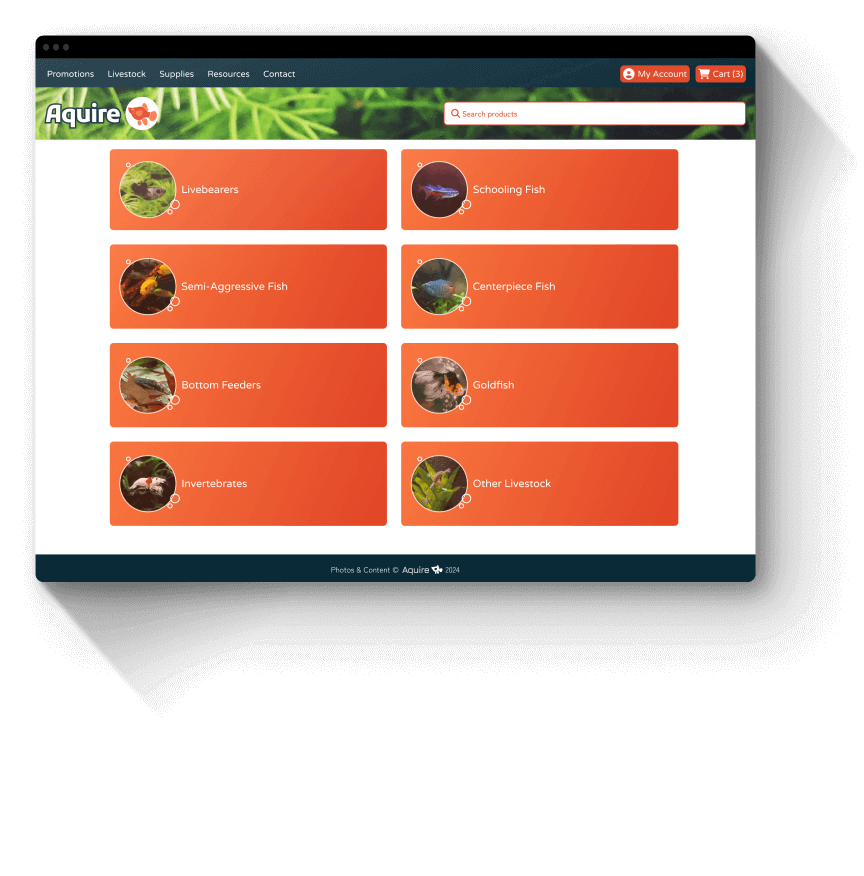 Promotions Livestock Supplies Resources Contact My Account Cart (3)
Aquire Search products
Livebearers Schooling Fish
Semi-Aggressive Fish Centerpiece Fish
Bottom Feeders Goldfish
Invertebrates Other Livestock
Photos & Content © Aquire 2024